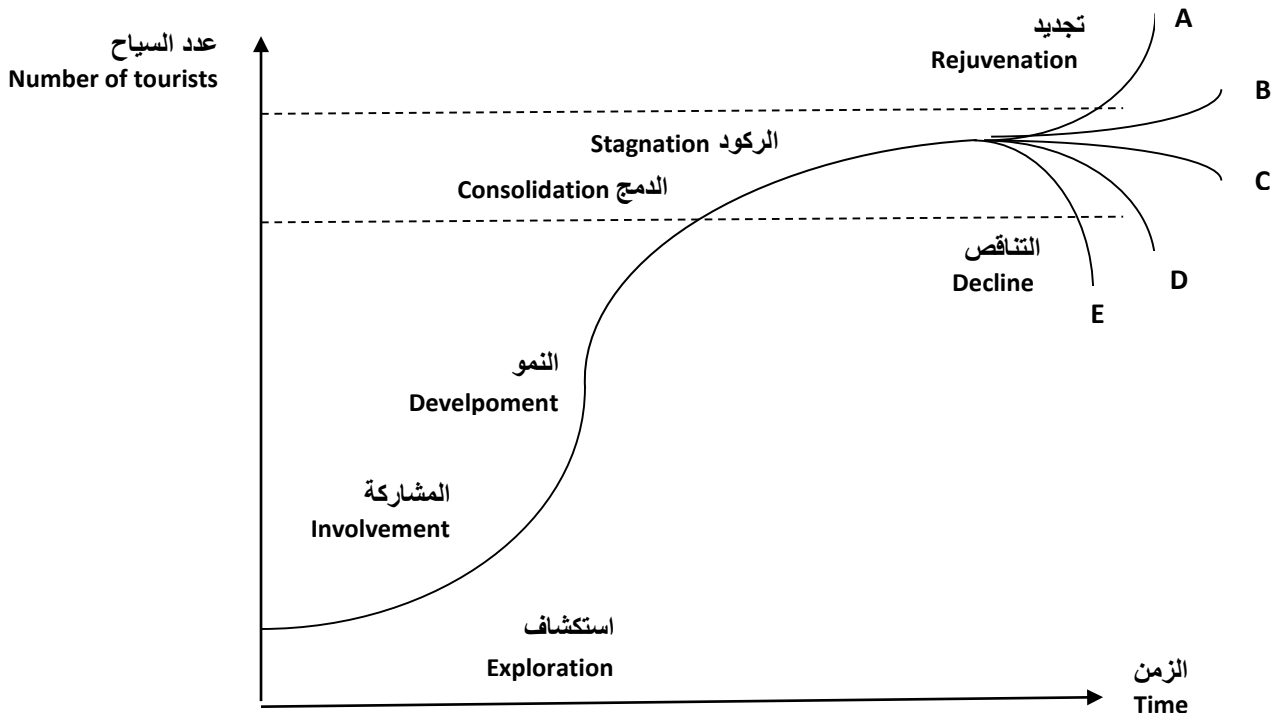 تجديد
Rejuvenation
A
عدد السياح
Number of tourists
B
Stagnation الركود
Consolidation الدمج
C
التناقص
Decline
D
E
النمو
Develpoment
المشاركة
Involvement
استكشاف
Exploration
الزمن
Time